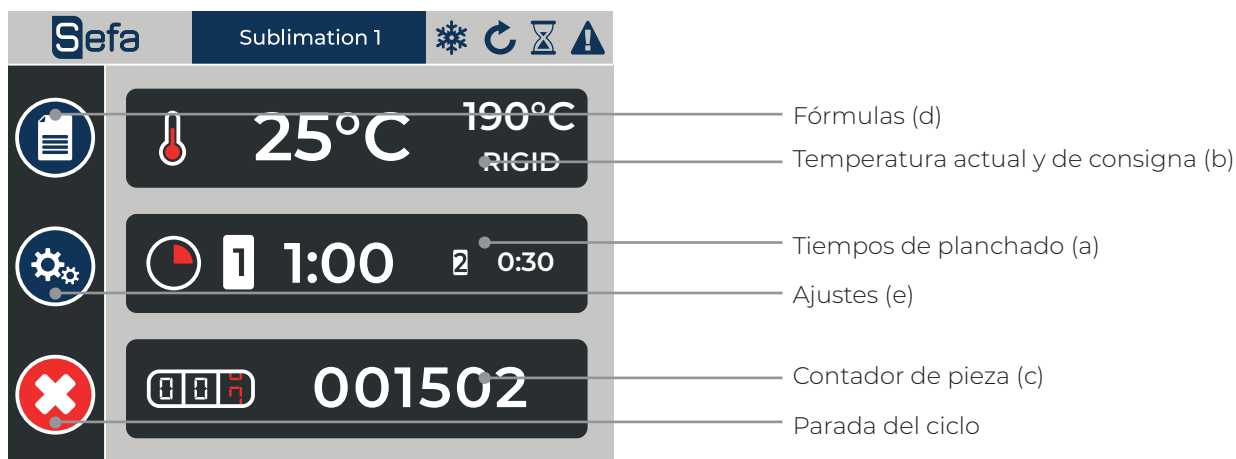 Sefa
Sublimation 1
190°C
25°C
RIGID
1 1:00 2 0:30
001502
Fórmulas (d)
Temperatura actual y de consigna (b)
Tiempos de planchado (a)
Ajustes (e)
Contador de pieza (c)
Parada del ciclo